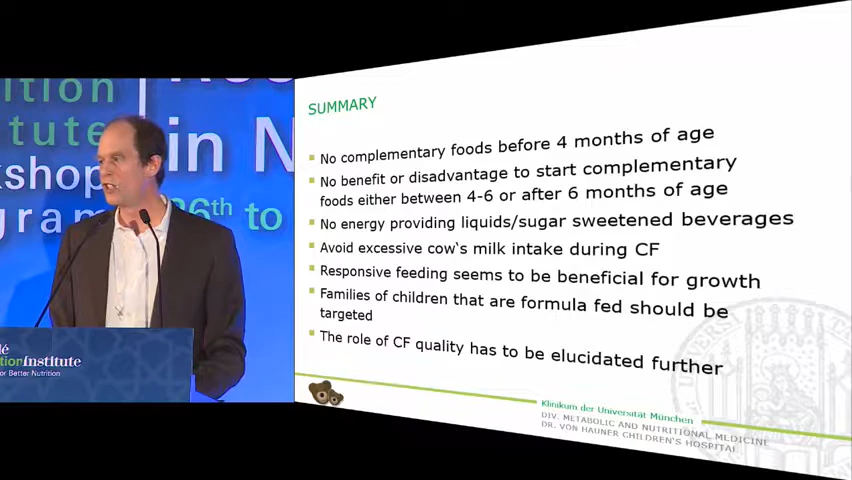 ition
itute
kshop
gram
in N
26th to
lé
tioninstitute
or Better Nutrition
SUMMARY
No complementary foods before 4 months of age
No benefit or disadvantage to start complementary
foods either between 4-6 or after 6 months of age
No energy providing liquids/sugar sweetened beverages
Avoid excessive cow's milk intake during CF
Responsive feeding seems to be beneficial for growth
Families of children that are formula fed should be
targeted
The role of CF quality has to be elucidated further
Klinikum der Universität München
DIV. METABOLIC AND NUTRITIONAL MEDICINE
DR. VON HAUNER CHILDREN'S HOSPITAL